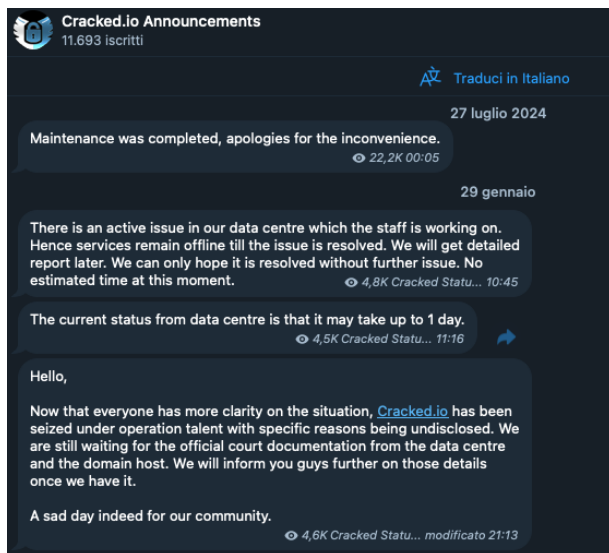 Cracked.io Announcements
11.693 iscritti
Traduci in Italiano
27 luglio 2024
Maintenance was completed, apologies for the inconvenience.
22,2K 00:05
29 gennaio
There is an active issue in our data centre which the staff is working on.
Hence services remain offline till the issue is resolved. We will get detailed
report later. We can only hope it is resolved without further issue. No
estimated time at this moment.
4,8K Cracked Statu... 10:45
The current status from data centre is that it may take up to 1 day.
4,5K Cracked Statu... 11:16
Hello,
Now that everyone has more clarity on the situation, Cracked.io has been
seized under operation talent with specific reasons being undisclosed. We
are still waiting for the official court documentation from the data centre
and the domain host. We will inform you guys further on those details
once we have it.
A sad day indeed for our community.
4,6K Cracked Statu... modificato 21:13